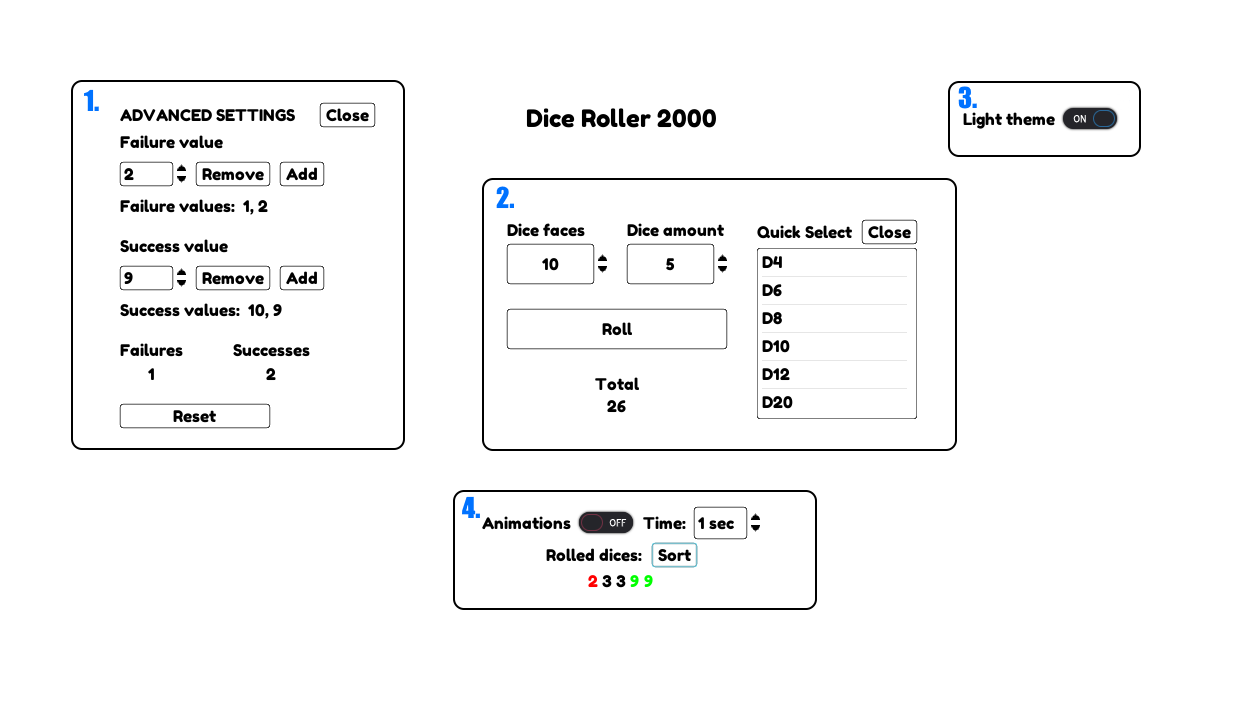 1.
ADVANCED SETTINGS Close
Failure value
2 Remove Add
Failure values: 1, 2
Success value
9 Remove Add
Success values: 10, 9
Failures Successes
1 2
Reset
Dice Roller 2000
2.
Dice faces Dice amount
10 5
Roll
Total
26
Quick Select Close
D4
D6
D8
D10
D12
D20
3.
Light theme ON
4.
Animations OFF Time: 1 sec
Rolled dices: Sort
2 3 3 9 9